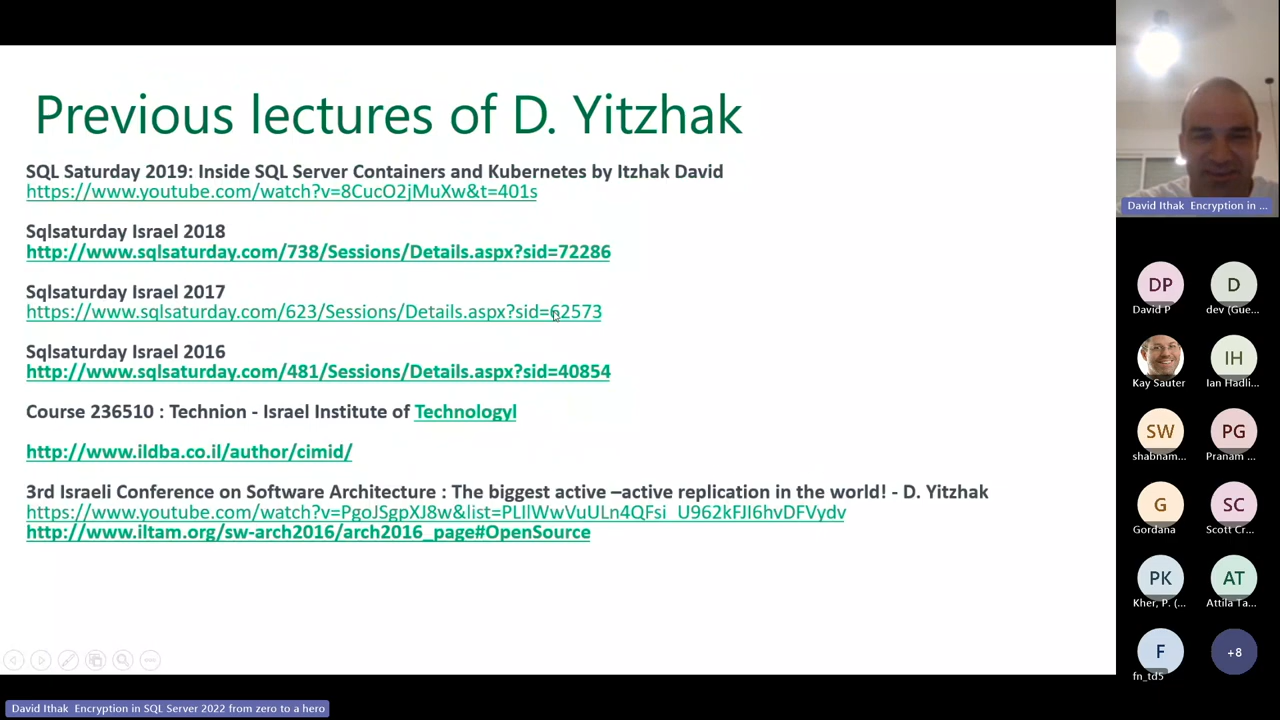 Previous lectures of D. Yitzhak
SQL Saturday 2019: Inside SQL Server Containers and Kubernetes by Itzhak David
https://www.youtube.com/watch?v=8CucO2jMuXw&t=401s
Sqlsaturday Israel 2018
http://www.sqlsaturday.com/738/Sessions/Details.aspx?sid=72286
Sqlsaturday Israel 2017
https://www.sqlsaturday.com/623/Sessions/Details.aspx?sid=62573
Sqlsaturday Israel 2016
http://www.sqlsaturday.com/481/Sessions/Details.aspx?sid=40854
Course 236510 : Technion - Israel Institute of Technologyl
http://www.ildba.co.il/author/cimid/
3rd Israeli Conference on Software Architecture : The biggest active –active replication in the world! - D. Yitzhak
https://www.youtube.com/watch?v=PgoJSgpXJ8w&list=PLIlWwVuULn4QFsi_U962kFJI6hvDFVydv
http://www.iltam.org/sw-arch2016/arch2016_page#OpenSource
David Ithak Encryption in SQL Server 2022 from zero to a hero
David Ithak Encryption in ...
DP
David P
D
dev (Gue...
Kay Sauter
IH
Ian Hadli...
SW
shabnam...
PG
Pranam ...
G
Gordana
SC
Scott Cr...
PK
Kher, P. (...
AT
Attila Ta...
F
fn_td5
+8